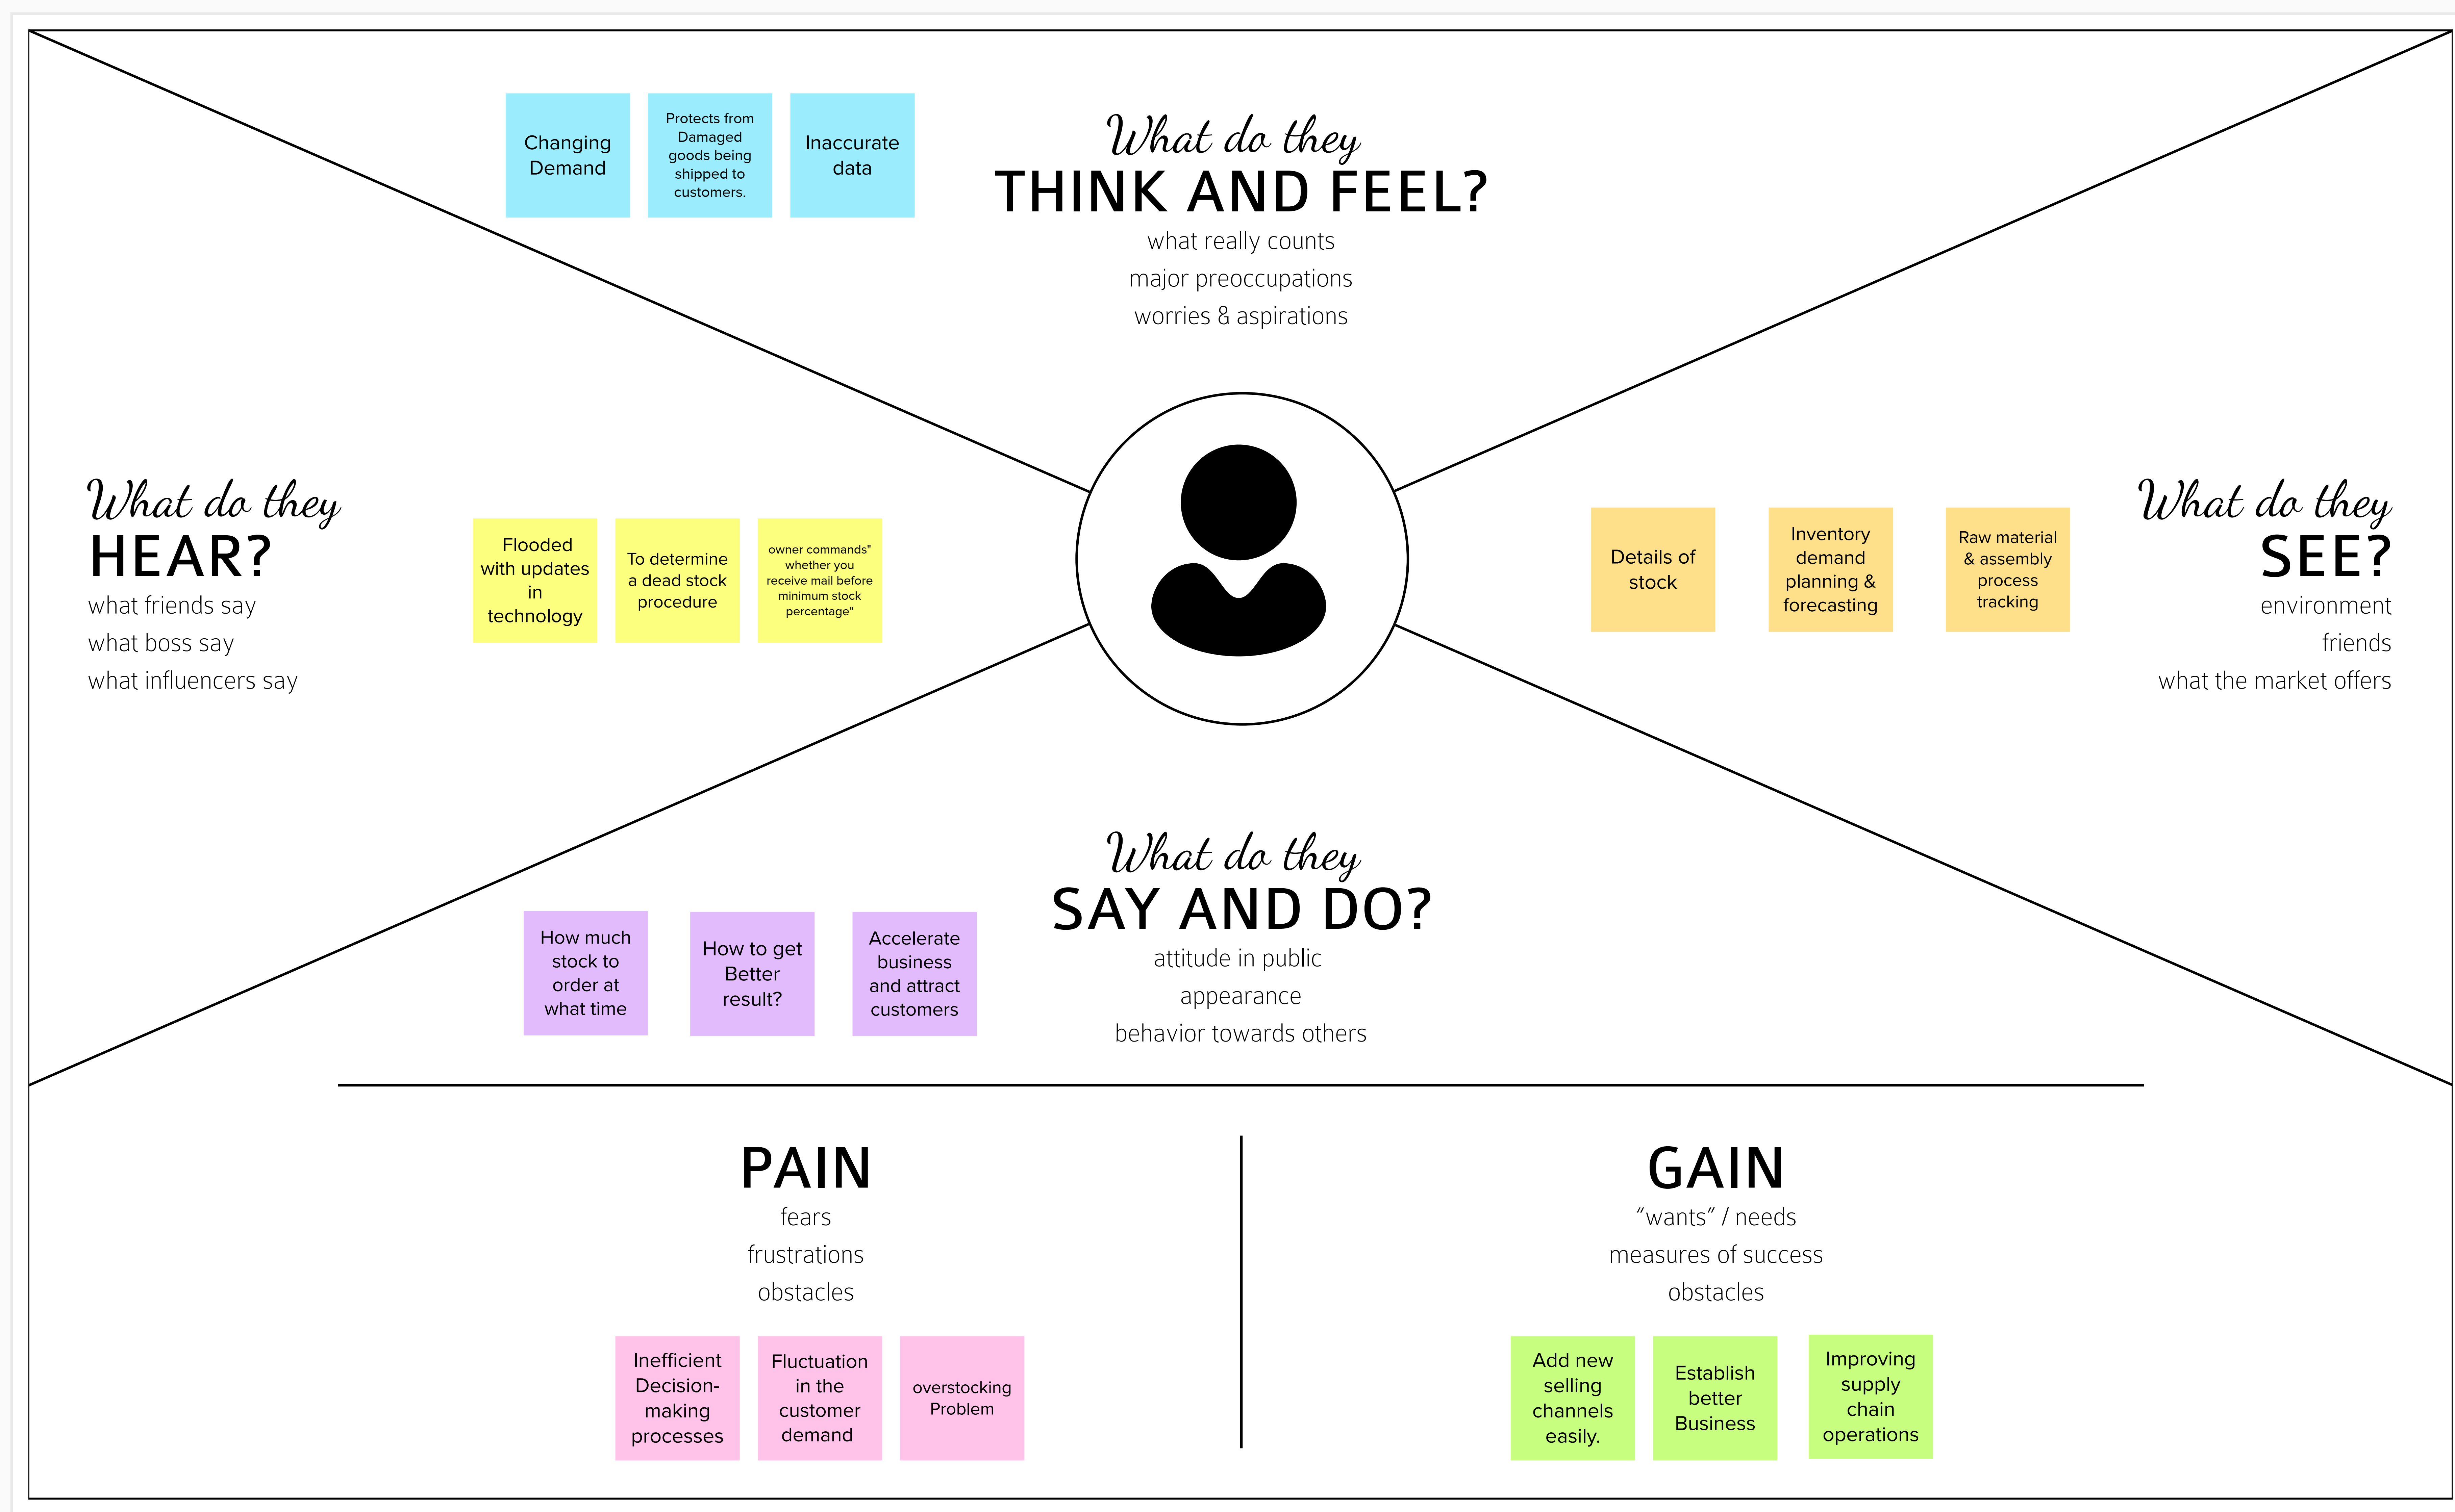 Changing
Demand
Protects from
Damaged
goods being
shipped to
customers.
Inaccurate
data
What do they
THINK AND FEEL?
what really counts
major preoccupations
worries & aspirations
What do they
HEAR?
what friends say
what boss say
what influencers say
Flooded
with updates
in
technology
To determine
a dead stock
procedure
owner commands"
whether you
receive mail before
minimum stock
percentage"
Details of
stock
Inventory
demand
planning &
forecasting
Raw material
& assembly
process
tracking
What do they
SEE?
environment
friends
what the market offers
What do they
SAY AND DO?
attitude in public
appearance
behavior towards others
How much
stock to
order at
what time
How to get
Better
result?
Accelerate
business
and attract
customers
PAIN
fears
frustrations
obstacles
Inefficient
Decision-
making
processes
Fluctuation
in the
customer
demand
overstocking
Problem
GAIN
“wants” / needs
measures of success
obstacles
Add new
selling
channels
easily.
Establish
better
Business
Improving
supply
chain
operations